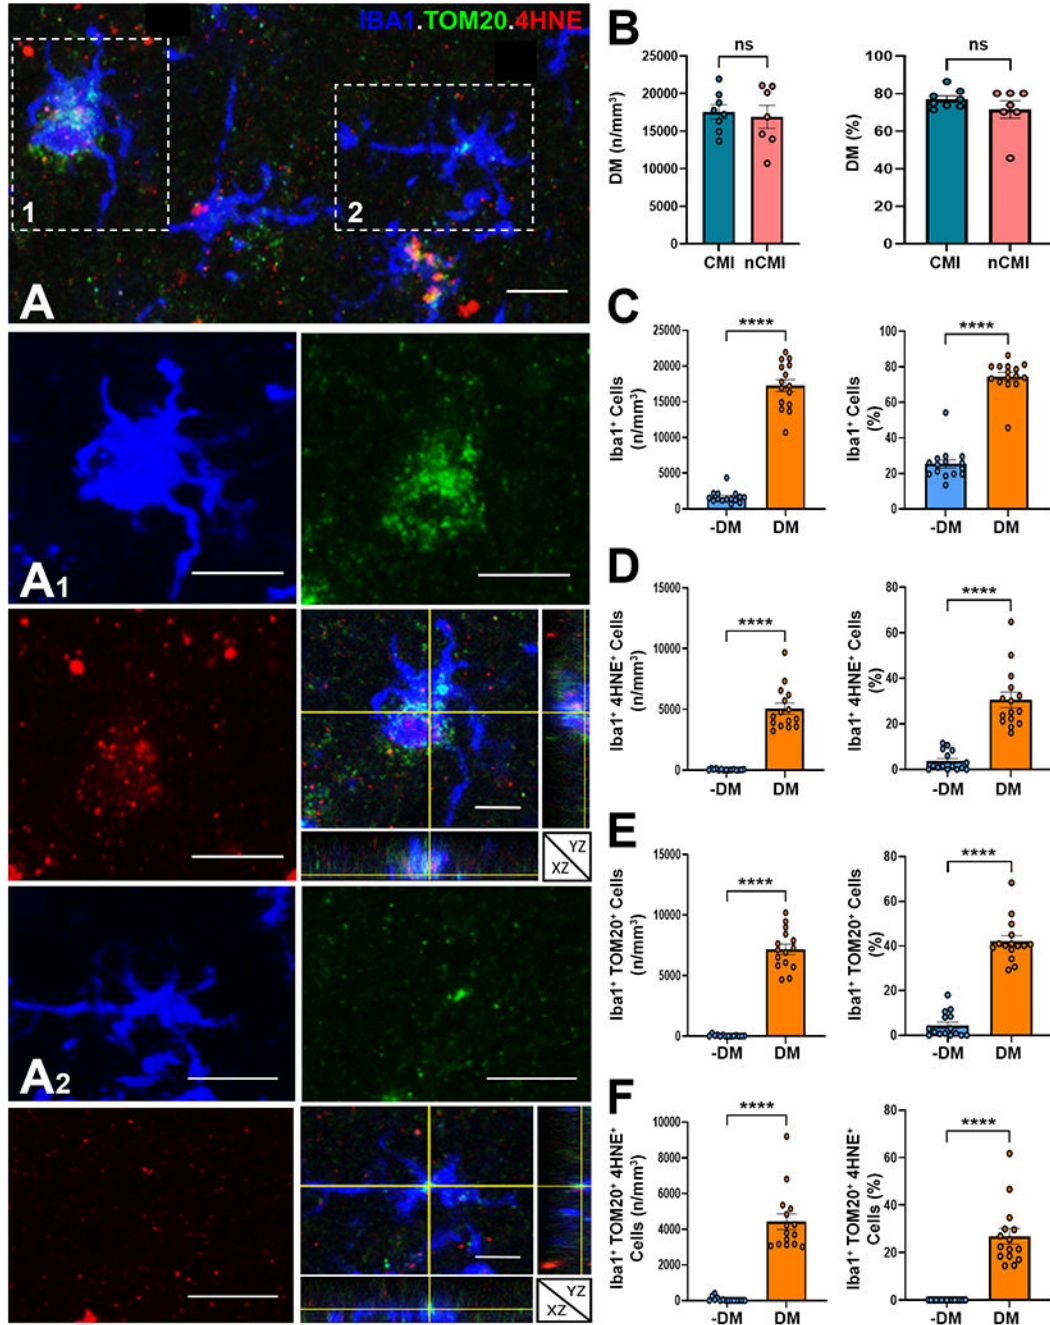 IBA1.TOM20.4HNE
1
2
A
A1
YZ
XZ
A2
YZ
XZ
B
25000
20000
15000
10000
5000
0
DM (n/mm³)
ns
CMI
nCMI
100
80
60
40
20
0
DM (%)
ns
CMI
nCMI
C
25000
20000
15000
10000
5000
0
Iba1⁺ Cells
(n/mm³)
****
-DM
DM
100
80
60
40
20
0
Iba1⁺ Cells
(%)
****
-DM
DM
D
15000
10000
5000
0
Iba1⁺ 4HNE⁺ Cells
(n/mm³)
****
-DM
DM
80
60
40
20
0
Iba1⁺ 4HNE⁺ Cells
(%)
****
-DM
DM
E
15000
10000
5000
0
Iba1⁺ TOM20⁺ Cells
(n/mm³)
****
-DM
DM
80
60
40
20
0
Iba1⁺ TOM20⁺ Cells
(%)
****
-DM
DM
F
10000
8000
6000
4000
2000
0
Iba1⁺ TOM20⁺ 4HNE⁺
Cells (n/mm³)
****
-DM
DM
80
60
40
20
0
Iba1⁺ TOM20⁺ 4HNE⁺
Cells (%)
****
-DM
DM